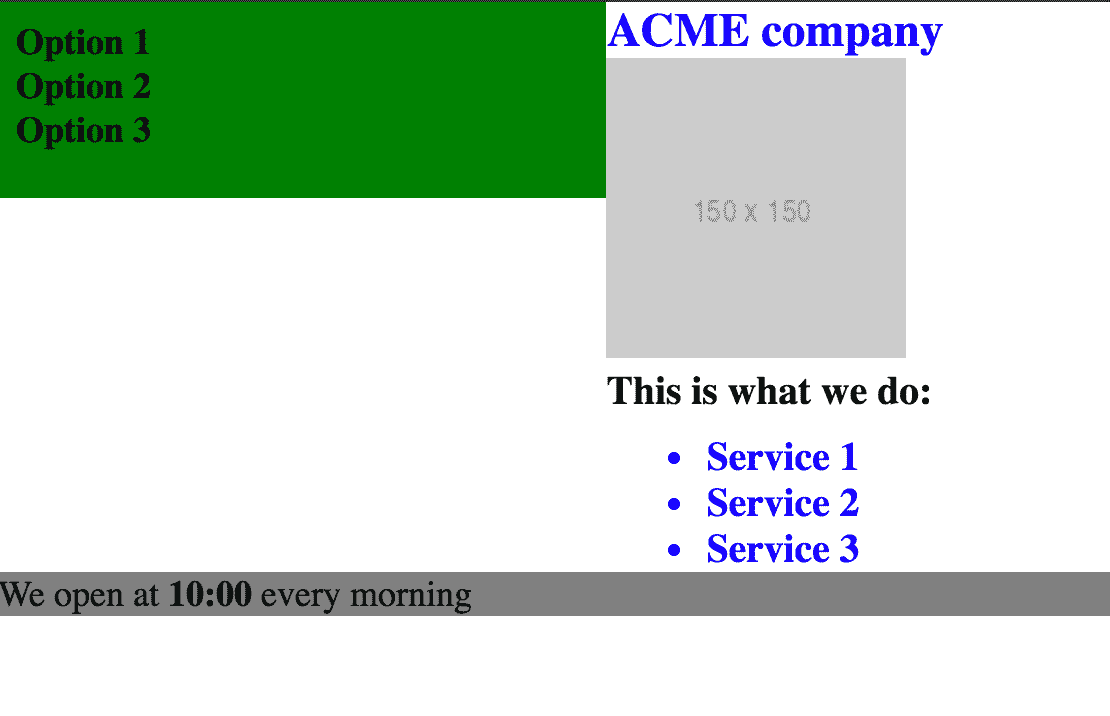 Option 1
Option 2
Option 3
ACME company
150 x 150
This is what we do:
• Service 1
• Service 2
• Service 3
We open at 10:00 every morning